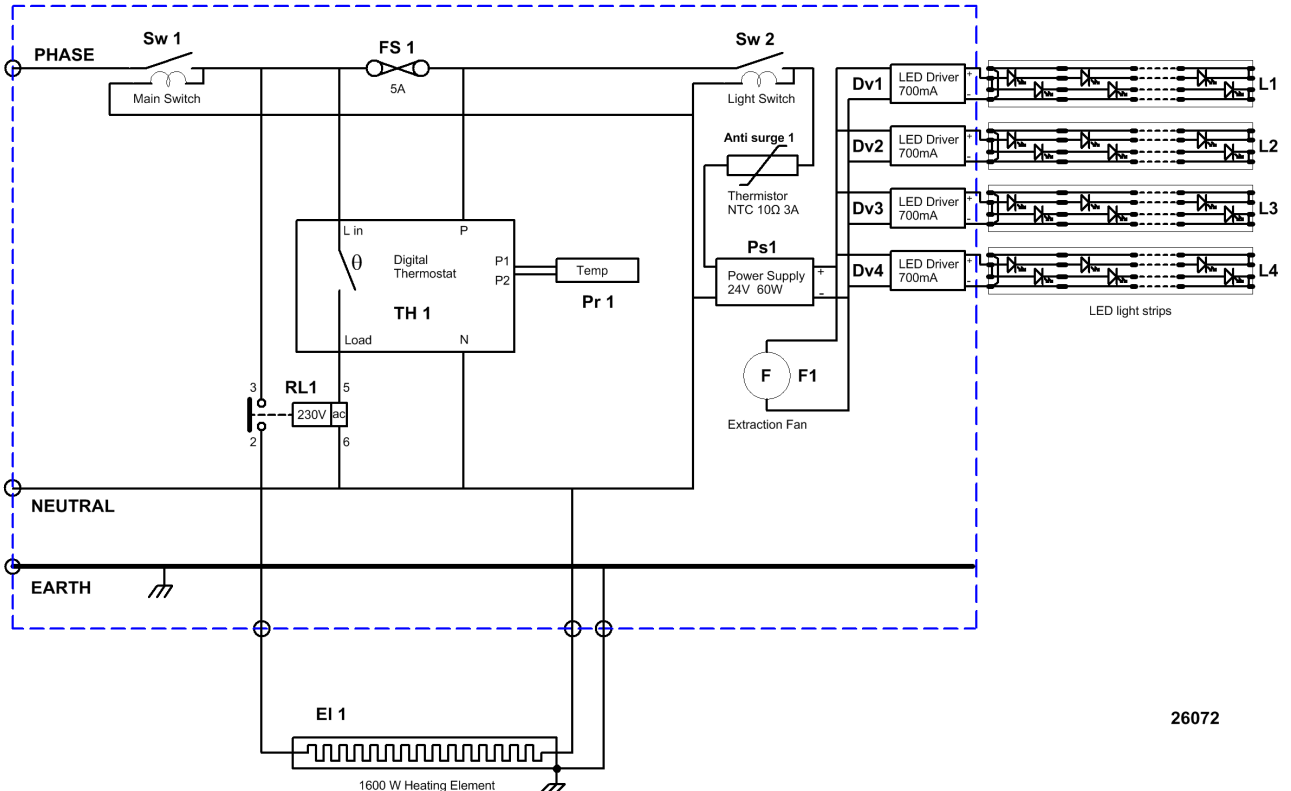 PHASE
Sw 1
Main Switch
FS 1
5A
Sw 2
Light Switch
Anti surge 1
Thermistor
NTC 10Ω 3A
Dv1
LED Driver
700mA
+
-
L1
Dv2
LED Driver
700mA
+
-
L2
Dv3
LED Driver
700mA
+
-
L3
Dv4
LED Driver
700mA
+
-
L4
LED light strips
Ps1
Power Supply
24V 60W
+
-
F
F1
Extraction Fan
L in
P
θ
Digital
Thermostat
P1
P2
TH 1
Load
N
Temp
Pr 1
RL1
3
2
5
6
230V
ac
NEUTRAL
EARTH
El 1
1600 W Heating Element
26072